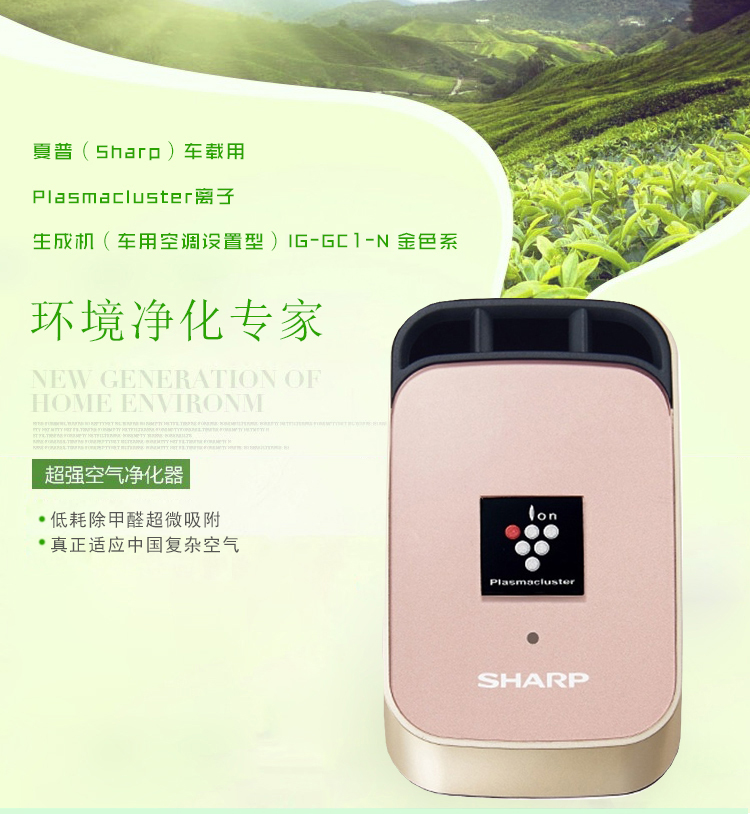 夏普（Sharp）车载用
Plasmacluster离子
生成机（车用空调设置型）IG-GC1-N 金色系
环境净化专家
NEW GENERATION OF
HOME ENVIRONM
超强空气净化器
• 低耗除甲醛超微吸附
• 真正适应中国复杂空气
Ion
Plasmacluster
SHARP